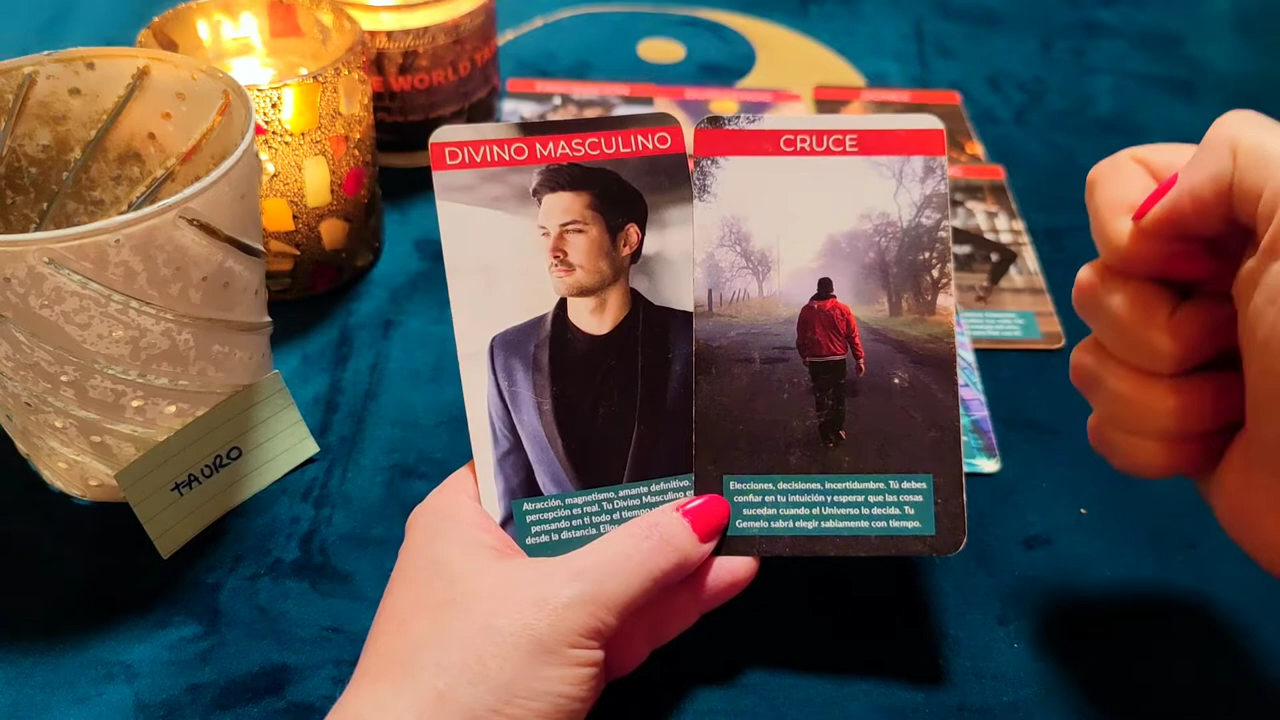 E WORLD TA
DIVINO MASCULINO
CRUCE
Atracción, magnetismo, amante definitivo.
percepción es real. Tu Divino Masculino es
pensando en ti todo el tiempo
desde la distancia. Ellos
Elecciones, decisiones, incertidumbre. Tú debes
confiar en tu intuición y esperar que las cosas
sucedan cuando el Universo lo decida. Tu
Gemelo sabrá elegir sabiamente con tiempo.
TAURO